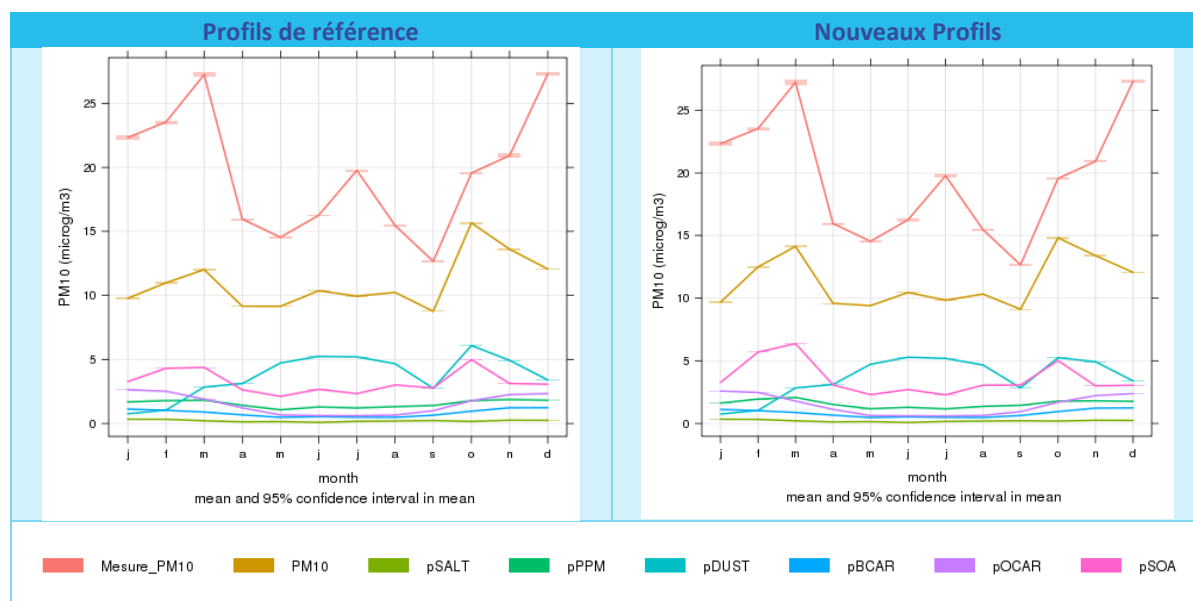 Profils de référence
Nouveaux Profils
j f m a m j j a s o n d
PM10 (microg/m3)
25
20
15
10
5
0
j f m a m j j a s o n d
month
mean and 95% confidence interval in mean
PM10 (microg/m3)
25
20
15
10
5
0
j f m a m j j a s o n d
month
mean and 95% confidence interval in mean
Mesure_PM10 PM10 pSALT pPPM pDUST pBCAR pOCAR pSOA